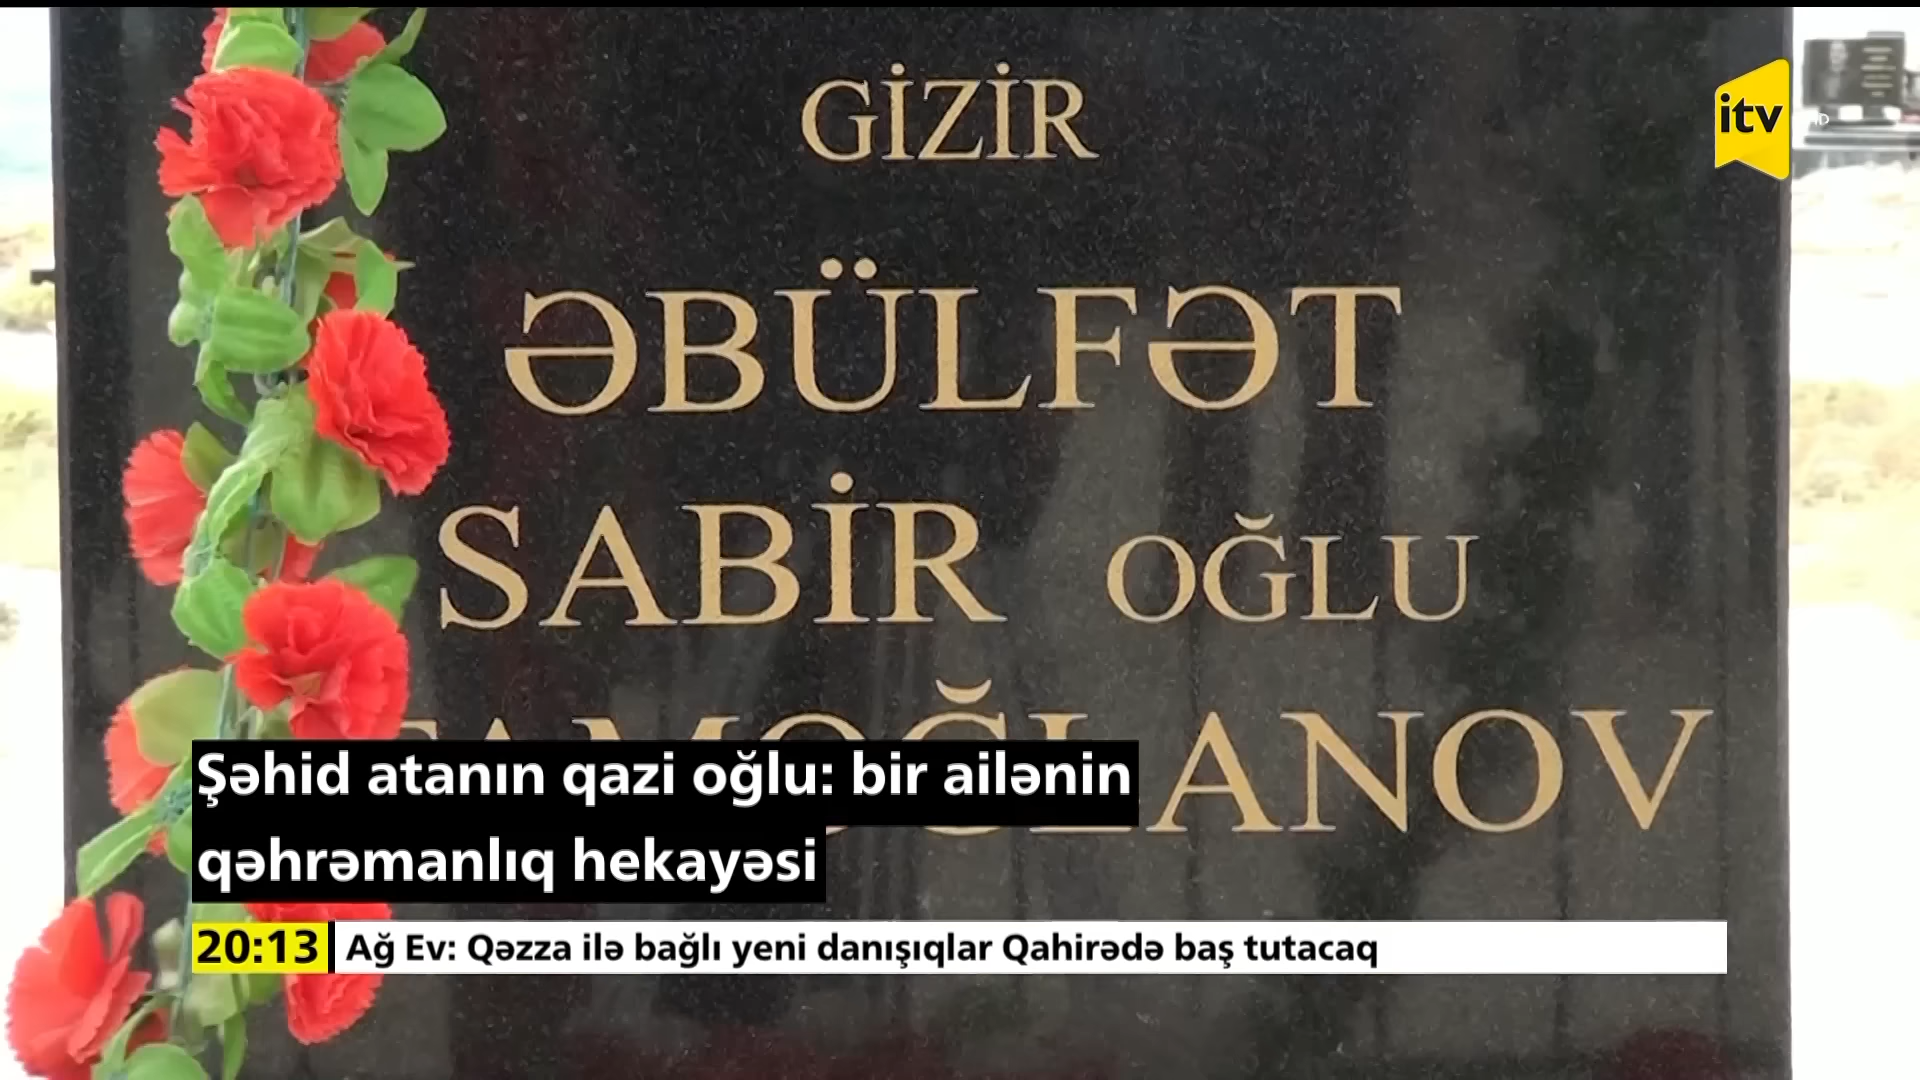 GİZİR
itv
ƏBÜLFƏT
SABİR OĞLU
Şəhid atanın qazi oğlu: bir ailənin
qəhrəmanlıq hekayəsi
20:13 Ağ Ev: Qəzza ilə bağlı yeni danışıqlar Qahirədə baş tutacaq